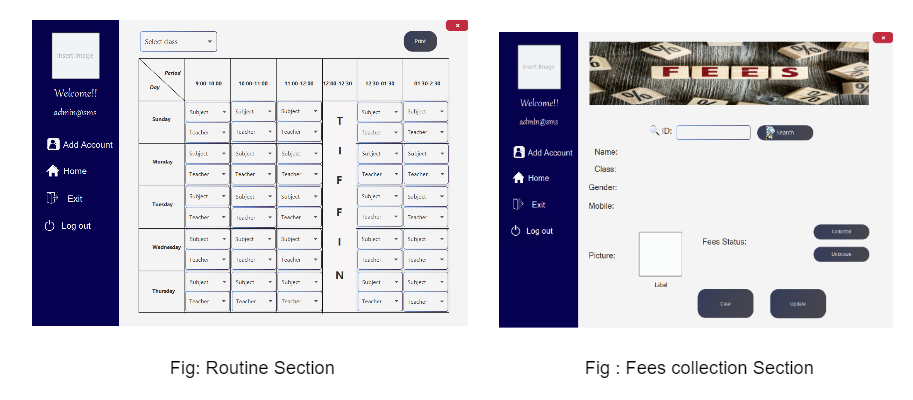 Insert Image
Welcome!!
admin@sms
Add Account
Home
Exit
Log out
x
Select class
Print
Period
Day
9:00-10:00 10:00-11:00 11:00-12:00 12:00-12:30 12:30-01:30 01:30-2:30
Sunday
Subject Subject Subject Subject Subject
Teacher Teacher Teacher Teacher Teacher
Monday
Subject Subject Subject Subject Subject
Teacher Teacher Teacher Teacher Teacher
Tuesday
Subject Subject Subject Subject Subject
Teacher Teacher Teacher Teacher Teacher
Wednesday
Subject Subject Subject Subject Subject
Teacher Teacher Teacher Teacher Teacher
Thursday
Subject Subject Subject Subject Subject
Teacher Teacher Teacher Teacher Teacher
T
I
F
F
I
N
Fig: Routine Section
Insert Image
Welcome!!
admin@sms
Add Account
Home
Exit
Log out
x
% % %
F E E S
% % %
ID:
Search
Name:
Class:
Gender:
Mobile:
Picture:
Label
Fees Status:
Collected
Unknown
Clear
Update
Fig : Fees collection Section